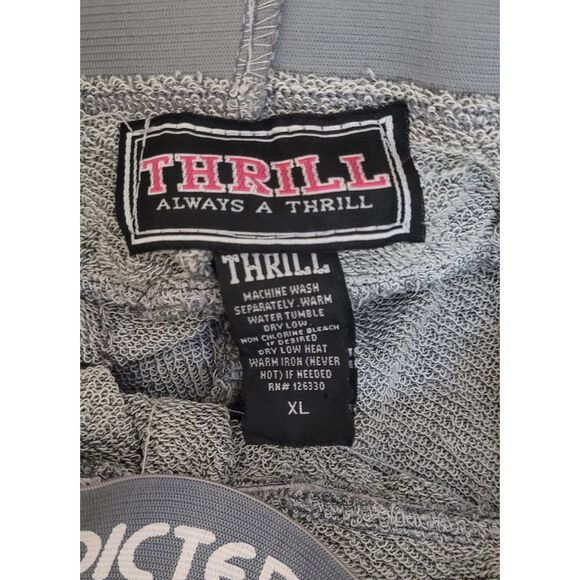 THRILL
ALWAYS A THRILL
THRILL
MACHINE WASH
SEPARATELY .WARM
WATER TUMBLE
DRY LOW.
NON CHLORINE BLEACH
IF DESIRED
DRY LOW HEAT
WARM IRON (NEVER
HOT) IF NEEDED
RN# 126330
XL
DICTED